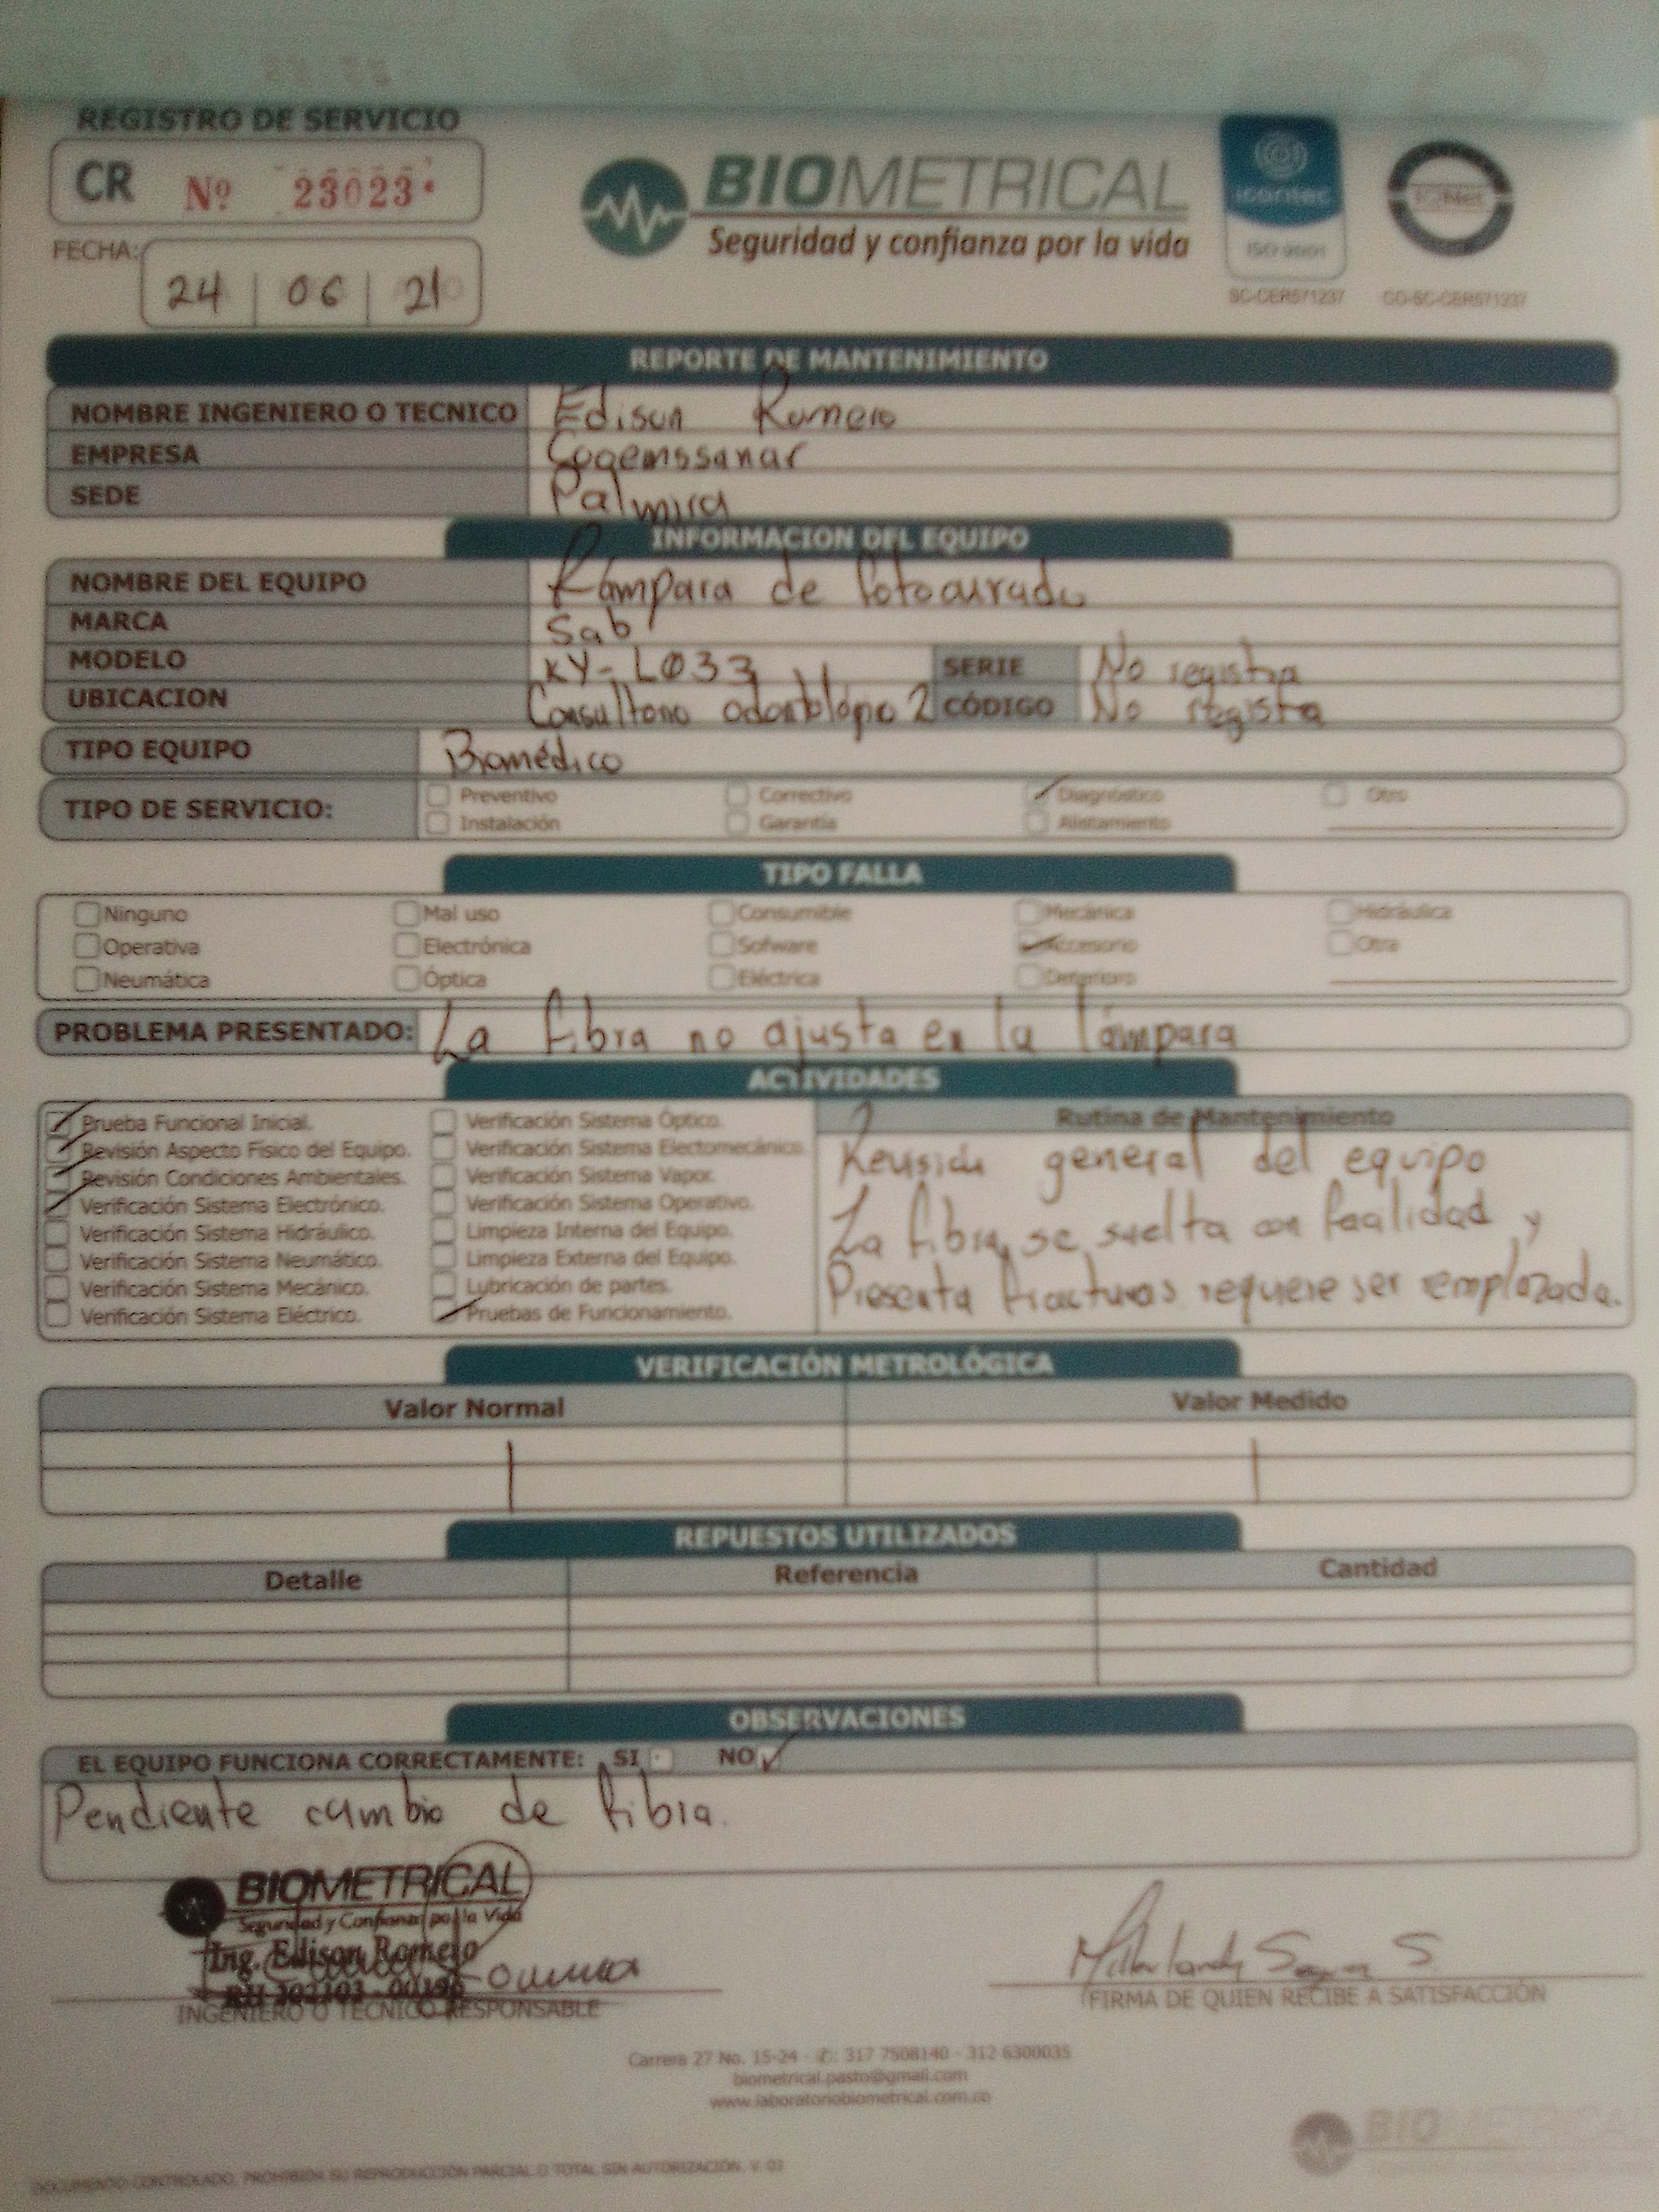 REGISTRO DE SERVICIO
CR Nº 23023
FECHA: 24 | 06 | 21
BIOMETRICAL
Seguridad y confianza por la vida
icontec
ISO 9001
SC-CER571237
IQNet
CO-SC-CER571237
REPORTE DE MANTENIMIENTO
NOMBRE INGENIERO O TECNICO Edison Romero
EMPRESA Cogemssanar
SEDE Palmira
INFORMACION DEL EQUIPO
NOMBRE DEL EQUIPO Lámpara de fotocurado
MARCA Sab
MODELO KY-L033 SERIE No registra
UBICACION Consultorio odontológico 2 CÓDIGO No registra
TIPO EQUIPO Biomédico
TIPO DE SERVICIO: Preventivo Correctivo Diagnóstico Otro
Instalación Garantía Alistamiento
TIPO FALLA
Ninguno Mal uso Consumible Mecánica Hidráulica
Operativa Electrónica Sofware Accesorio Otra
Neumática Óptica Eléctrica Deterioro
PROBLEMA PRESENTADO: La fibra no ajusta en la lámpara
ACTIVIDADES
Prueba Funcional Inicial.
Revisión Aspecto Físico del Equipo.
Revisión Condiciones Ambientales.
Verificación Sistema Electrónico.
Verificación Sistema Hidráulico.
Verificación Sistema Neumático.
Verificación Sistema Mecánico.
Verificación Sistema Eléctrico.
Verificación Sistema Óptico.
Verificación Sistema Electomecánico.
Verificación Sistema Vapor.
Verificación Sistema Operativo.
Limpieza Interna del Equipo.
Limpieza Externa del Equipo.
Lubricación de partes.
Pruebas de Funcionamiento.
Rutina de Mantenimiento
Revisión general del equipo
La fibra se suelta con facilidad y
Presenta fracturas requiere ser remplazada.
VERIFICACIÓN METROLÓGICA
Valor Normal Valor Medido
REPUESTOS UTILIZADOS
Detalle Referencia Cantidad
OBSERVACIONES
EL EQUIPO FUNCIONA CORRECTAMENTE: SI NO
Pendiente cambio de fibra.
BIOMETRICAL
Seguridad y Confianza por la Vida
Ing. Edison Romero
INGENIERO O TECNICO RESPONSABLE
FIRMA DE QUIEN RECIBE A SATISFACCIÓN
Carrera 27 No. 15-24 - ✆: 317 7508140 - 312 6300035
biometrical.pasto@gmail.com
www.laboratoriobiometrical.com.co
BIOMETRICAL
DOCUMENTO CONTROLADO, PROHIBIDA SU REPRODUCCIÓN PARCIAL O TOTAL SIN AUTORIZACIÓN. V. 03